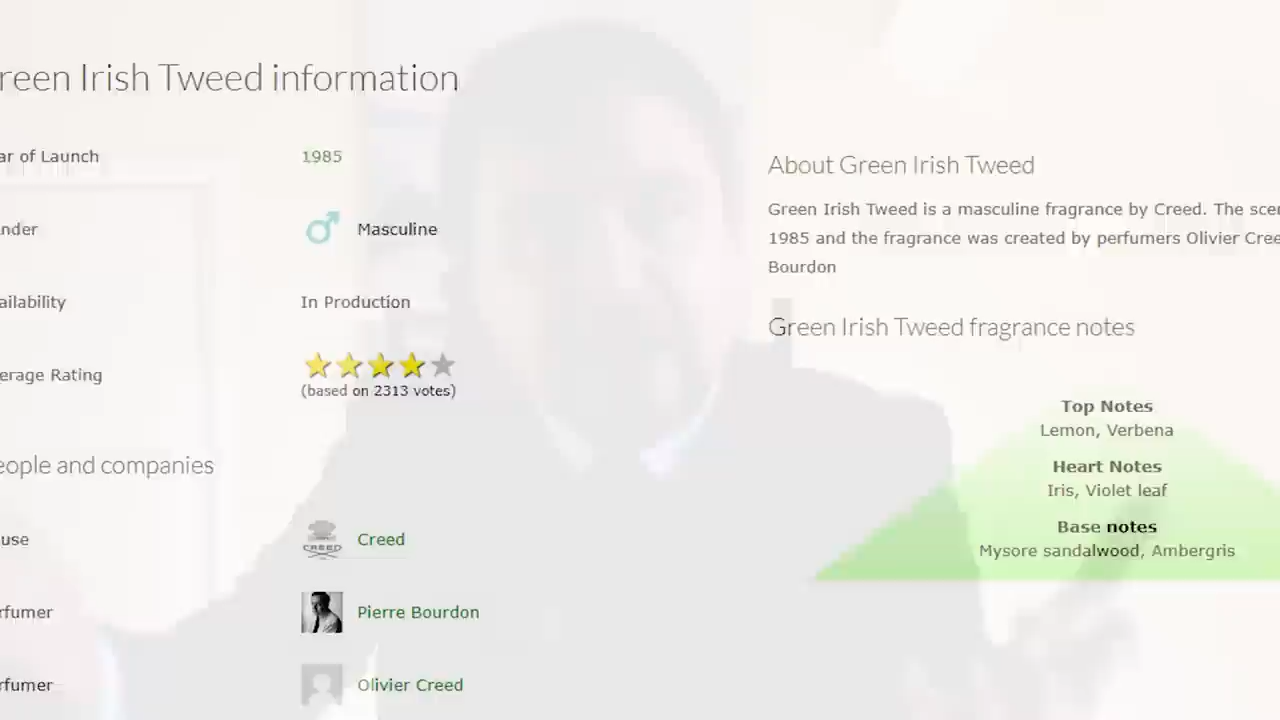 reen Irish Tweed information
ar of Launch
1985
nder
Masculine
ailability
In Production
erage Rating
(based on 2313 votes)
eople and companies
use
CREED
Creed
rfumer
Pierre Bourdon
rfumer
Olivier Creed
About Green Irish Tweed
Green Irish Tweed is a masculine fragrance by Creed. The scen
1985 and the fragrance was created by perfumers Olivier Cree
Bourdon
Green Irish Tweed fragrance notes
Top Notes
Lemon, Verbena
Heart Notes
Iris, Violet leaf
Base notes
Mysore sandalwood, Ambergris